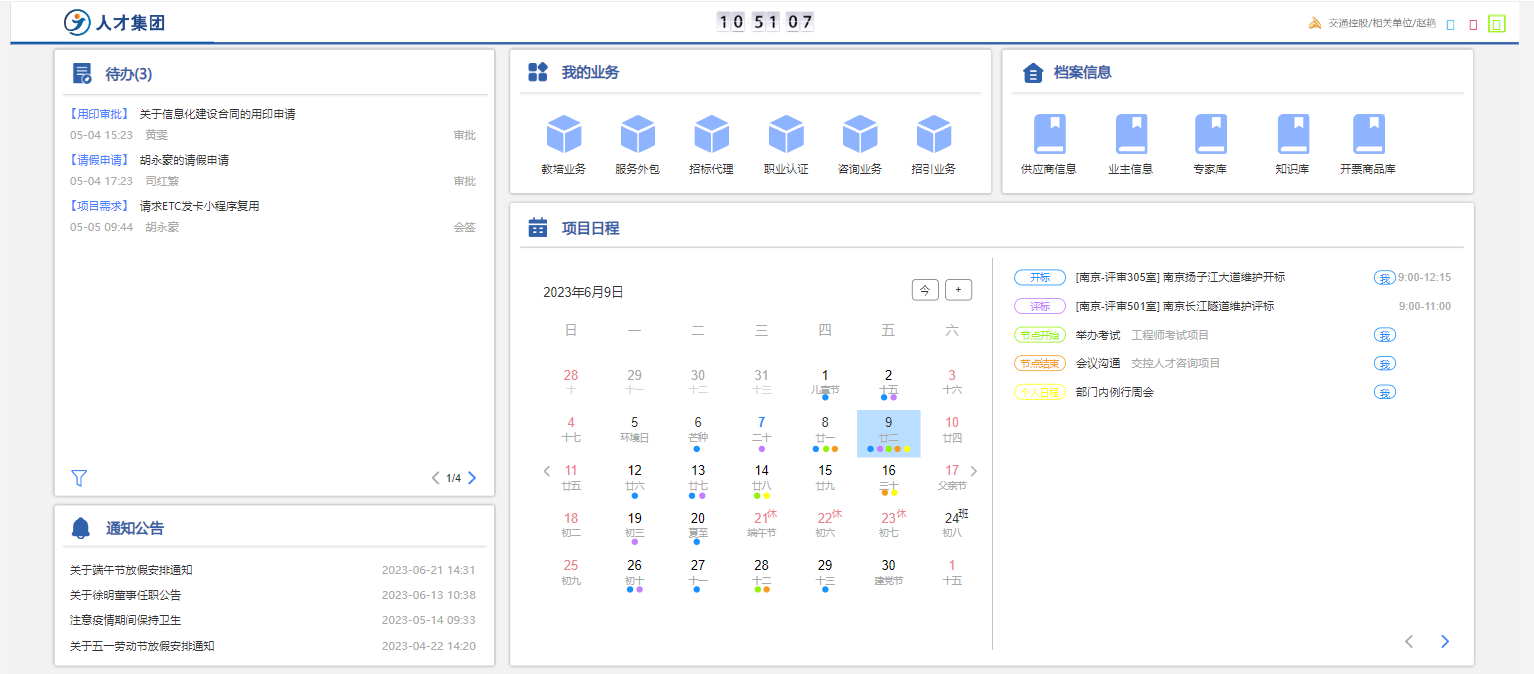 人才集团
10 51 07
交通控股/相关单位/赵艳
待办(3)
【用印审批】 关于信息化建设合同的用印申请
05-04 15:23 黄雯 审批
【请假申请】 胡永豪的请假申请
05-04 17:23 司红繁 审批
【项目需求】 请求ETC发卡小程序复用
05-05 09:44 胡永豪 会签
1/4
通知公告
关于端午节放假安排通知 2023-06-21 14:31
关于徐明董事任职公告 2023-06-13 10:38
注意疫情期间保持卫生 2023-05-14 09:33
关于五一劳动节放假安排通知 2023-04-22 14:20
我的业务
教培业务 服务外包 招标代理 职业认证 咨询业务 招引业务
档案信息
供应商信息 业主信息 专家库 知识库 开票商品库
项目日程
2023年6月9日 今 +
日 一 二 三 四 五 六
28 29 30 31 1 2 3
十 十一 十二 十三 儿童节 十五 十六
4 5 6 7 8 9 10
十七 环境日 芒种 二十 廿一 廿二 廿四
11 12 13 14 15 16 17
廿五 廿六 廿七 廿八 廿九 三十 父亲节
18 19 20 21休 22休 23休 24班
初二 初三 夏至 端午节 初六 初七 初八
25 26 27 28 29 30 1
初九 初十 十一 十二 十三 建党节 十五
开标 [南京-评审305室] 南京扬子江大道维护开标 我 9:00-12:15
评标 [南京-评审501室] 南京长江隧道维护评标 9:00-11:00
节点开始 举办考试 工程师考试项目 我
节点结束 会议沟通 交控人才咨询项目 我
个人日程 部门内例行周会 我